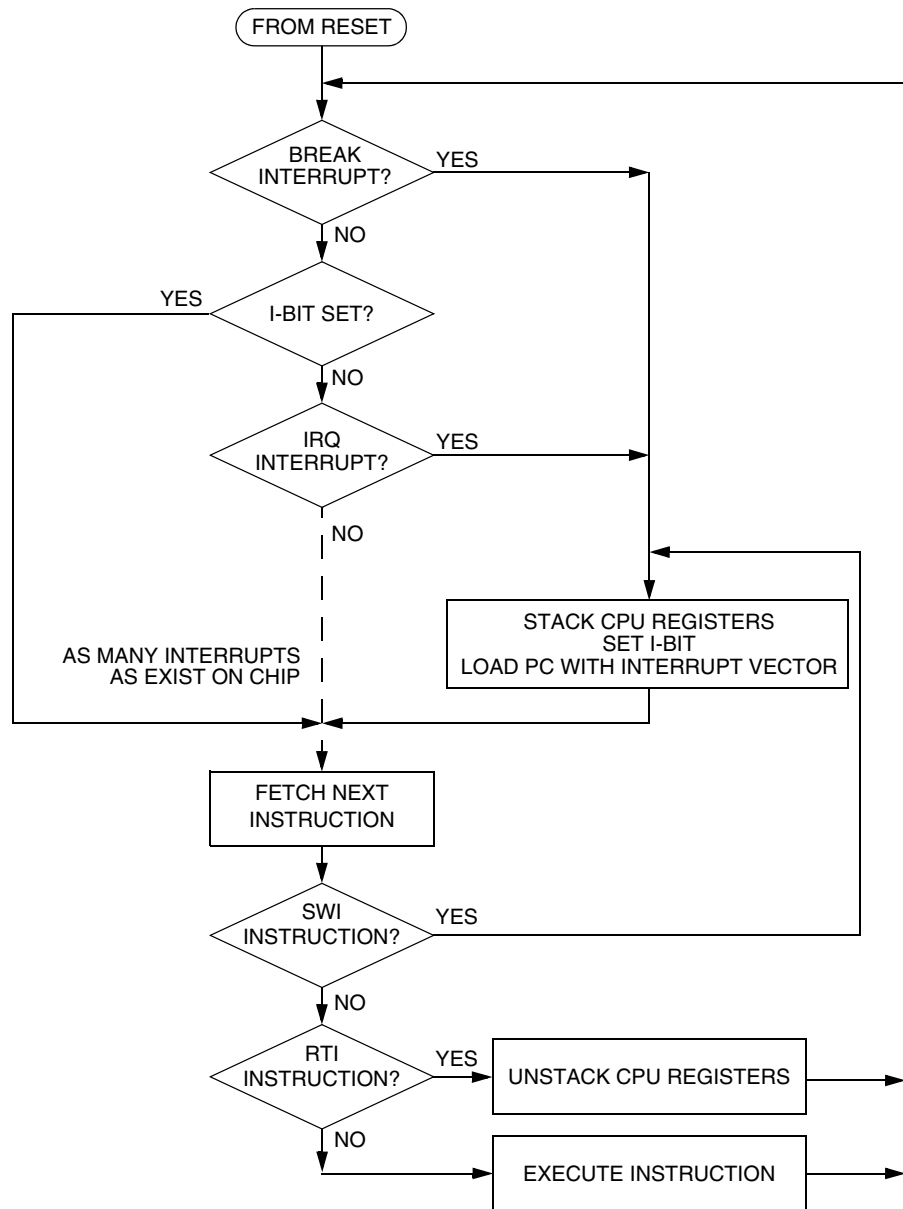 FROM RESET
BREAK
INTERRUPT?
YES
NO
YES
I-BIT SET?
NO
IRQ
INTERRUPT?
YES
NO
STACK CPU REGISTERS
SET I-BIT
LOAD PC WITH INTERRUPT VECTOR
AS MANY INTERRUPTS
AS EXIST ON CHIP
FETCH NEXT
INSTRUCTION
SWI
INSTRUCTION?
YES
NO
RTI
INSTRUCTION?
YES
UNSTACK CPU REGISTERS
NO
EXECUTE INSTRUCTION